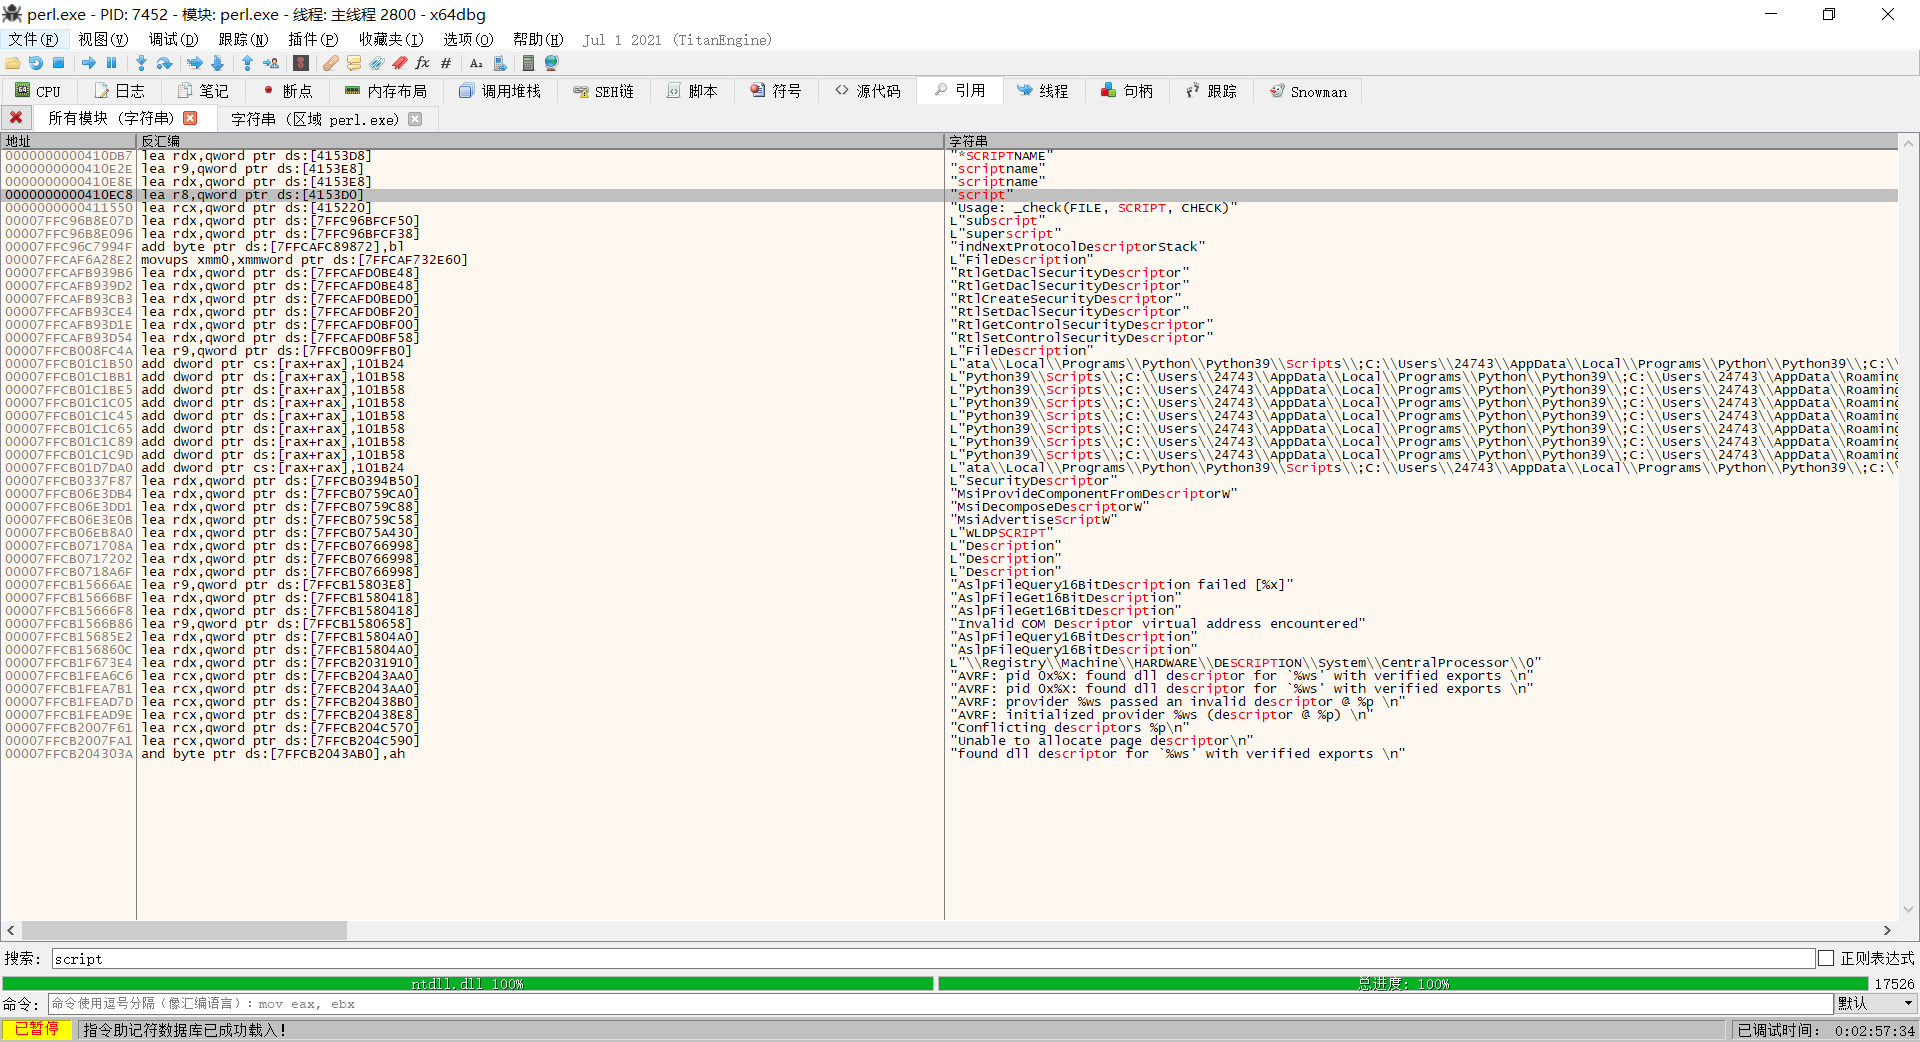 perl.exe - PID: 7452 - 模块: perl.exe - 线程: 主线程 2800 - x64dbg
文件(F) 视图(V) 调试(D) 跟踪(N) 插件(P) 收藏夹(I) 选项(O) 帮助(H) Jul 1 2021 (TitanEngine)
CPU 日志 笔记 断点 内存布局 调用堆栈 SEH链 脚本 符号 源代码 引用 线程 句柄 跟踪 Snowman
所有模块 (字符串) 字符串 (区域 perl.exe)
地址 反汇编 字符串
0000000000410DB7 lea rdx,qword ptr ds:[4153D8] "*SCRIPTNAME"
0000000000410E2E lea r9,qword ptr ds:[4153E8] "scriptname"
0000000000410E8E lea rdx,qword ptr ds:[4153E8] "scriptname"
0000000000410EC8 lea r8,qword ptr ds:[4153D0] "script"
0000000000411550 lea rcx,qword ptr ds:[415220] "Usage: _check(FILE, SCRIPT, CHECK)"
00007FFC96B8E07D lea rdx,qword ptr ds:[7FFC96BFCF50] L"subscript"
00007FFC96B8E096 lea rdx,qword ptr ds:[7FFC96BFCF38] L"superscript"
00007FFC96C7994F add byte ptr ds:[7FFCAFC89872],bl "indNextProtocolDescriptorStack"
00007FFCAF6A28E2 movups xmm0,xmmword ptr ds:[7FFCAF732E60] L"FileDescription"
00007FFCAFB939B6 lea rdx,qword ptr ds:[7FFCAFD0BE48] "RtlGetDaclSecurityDescriptor"
00007FFCAFB939D2 lea rdx,qword ptr ds:[7FFCAFD0BE48] "RtlGetDaclSecurityDescriptor"
00007FFCAFB93CB3 lea rdx,qword ptr ds:[7FFCAFD0BED0] "RtlCreateSecurityDescriptor"
00007FFCAFB93CE4 lea rdx,qword ptr ds:[7FFCAFD0BF20] "RtlSetDaclSecurityDescriptor"
00007FFCAFB93D1E lea rdx,qword ptr ds:[7FFCAFD0BF00] "RtlGetControlSecurityDescriptor"
00007FFCAFB93D54 lea rdx,qword ptr ds:[7FFCAFD0BF58] "RtlSetControlSecurityDescriptor"
00007FFCB008FC4A lea r9,qword ptr ds:[7FFCB009FFB0] L"FileDescription"
00007FFCB01C1B50 add dword ptr cs:[rax+rax],101B24 L"ata\\Local\\Programs\\Python\\Python39\\Scripts\\;C:\\Users\\24743\\AppData\\Local\\Programs\\Python\\Python39\\;C:\\
00007FFCB01C1BB1 add dword ptr ds:[rax+rax],101B58 L"Python39\\Scripts\\;C:\\Users\\24743\\AppData\\Local\\Programs\\Python\\Python39\\;C:\\Users\\24743\\AppData\\Roaming
00007FFCB01C1BE5 add dword ptr ds:[rax+rax],101B58 L"Python39\\Scripts\\;C:\\Users\\24743\\AppData\\Local\\Programs\\Python\\Python39\\;C:\\Users\\24743\\AppData\\Roaming
00007FFCB01C1C05 add dword ptr ds:[rax+rax],101B58 L"Python39\\Scripts\\;C:\\Users\\24743\\AppData\\Local\\Programs\\Python\\Python39\\;C:\\Users\\24743\\AppData\\Roaming
00007FFCB01C1C45 add dword ptr ds:[rax+rax],101B58 L"Python39\\Scripts\\;C:\\Users\\24743\\AppData\\Local\\Programs\\Python\\Python39\\;C:\\Users\\24743\\AppData\\Roaming
00007FFCB01C1C65 add dword ptr ds:[rax+rax],101B58 L"Python39\\Scripts\\;C:\\Users\\24743\\AppData\\Local\\Programs\\Python\\Python39\\;C:\\Users\\24743\\AppData\\Roaming
00007FFCB01C1C89 add dword ptr ds:[rax+rax],101B58 L"Python39\\Scripts\\;C:\\Users\\24743\\AppData\\Local\\Programs\\Python\\Python39\\;C:\\Users\\24743\\AppData\\Roaming
00007FFCB01C1C9D add dword ptr ds:[rax+rax],101B58 L"Python39\\Scripts\\;C:\\Users\\24743\\AppData\\Local\\Programs\\Python\\Python39\\;C:\\Users\\24743\\AppData\\Roaming
00007FFCB01D7DA0 add dword ptr cs:[rax+rax],101B24 L"ata\\Local\\Programs\\Python\\Python39\\Scripts\\;C:\\Users\\24743\\AppData\\Local\\Programs\\Python\\Python39\\;C:\\
00007FFCB0337F87 lea rdx,qword ptr ds:[7FFCB0394B50] L"SecurityDescriptor"
00007FFCB06E3DB4 lea rdx,qword ptr ds:[7FFCB0759CA0] "MsiProvideComponentFromDescriptorW"
00007FFCB06E3DD1 lea rdx,qword ptr ds:[7FFCB0759C88] "MsiDecomposeDescriptorW"
00007FFCB06E3E0B lea rdx,qword ptr ds:[7FFCB0759C58] "MsiAdvertiseScriptW"
00007FFCB06EB8A0 lea rdx,qword ptr ds:[7FFCB075A430] L"WLDPSCRIPT"
00007FFCB071708A lea rdx,qword ptr ds:[7FFCB0766998] L"Description"
00007FFCB0717202 lea rdx,qword ptr ds:[7FFCB0766998] L"Description"
00007FFCB0718A6F lea rdx,qword ptr ds:[7FFCB0766998] L"Description"
00007FFCB15666AE lea r9,qword ptr ds:[7FFCB15803E8] "AslpFileQuery16BitDescription failed [%x]"
00007FFCB15666BF lea rdx,qword ptr ds:[7FFCB1580418] "AslpFileGet16BitDescription"
00007FFCB15666F8 lea rdx,qword ptr ds:[7FFCB1580418] "AslpFileGet16BitDescription"
00007FFCB1566B86 lea r9,qword ptr ds:[7FFCB1580658] "Invalid COM Descriptor virtual address encountered"
00007FFCB15685E2 lea rdx,qword ptr ds:[7FFCB15804A0] "AslpFileQuery16BitDescription"
00007FFCB156860C lea rdx,qword ptr ds:[7FFCB15804A0] "AslpFileQuery16BitDescription"
00007FFCB1F673E4 lea rdx,qword ptr ds:[7FFCB2031910] L"\\Registry\\Machine\\HARDWARE\\DESCRIPTION\\System\\CentralProcessor\\0"
00007FFCB1FEA6C6 lea rcx,qword ptr ds:[7FFCB2043AA0] "AVRF: pid 0x%X: found dll descriptor for `%ws' with verified exports \n"
00007FFCB1FEA7B1 lea rcx,qword ptr ds:[7FFCB2043AA0] "AVRF: pid 0x%X: found dll descriptor for `%ws' with verified exports \n"
00007FFCB1FEAD7D lea rcx,qword ptr ds:[7FFCB20438B0] "AVRF: provider %ws passed an invalid descriptor @ %p \n"
00007FFCB1FEAD9E lea rcx,qword ptr ds:[7FFCB20438E8] "AVRF: initialized provider %ws (descriptor @ %p) \n"
00007FFCB2007F61 lea rcx,qword ptr ds:[7FFCB204C570] "Conflicting descriptors %p\n"
00007FFCB2007FA1 lea rcx,qword ptr ds:[7FFCB204C590] "Unable to allocate page descriptor\n"
00007FFCB204303A and byte ptr ds:[7FFCB2043AB0],ah "found dll descriptor for `%ws' with verified exports \n"
搜索: script 正则表达式
ntdll.dll 100% 总进度: 100% 17526
命令: 命令使用逗号分隔(像汇编语言): mov eax, ebx 默认
已暂停 指令助记符数据库已成功载入! 已调试时间: 0:02:57:34